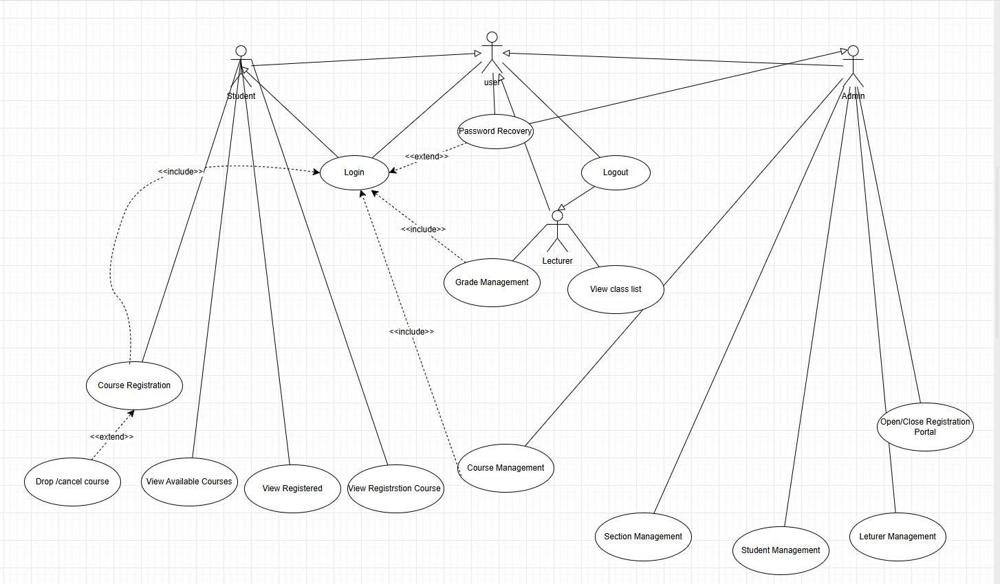 user
Student
Admin
Password Recovery
<<extend>>
<<include>>
Login
Logout
<<include>>
Lecturer
Grade Management
View class list
<<include>>
Course Registration
Open/Close Registration
Portal
<<extend>>
Course Management
Drop /cancel course
View Available Courses
View Registered
View Registrstion Course
Section Management
Leturer Management
Student Management